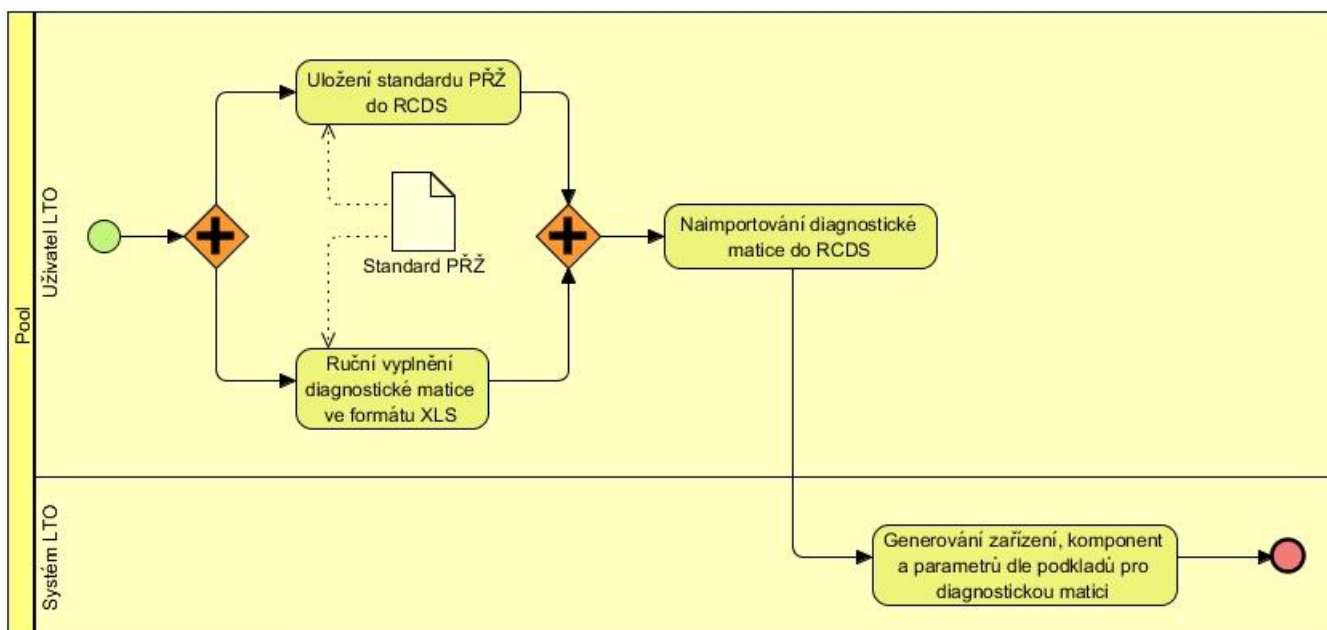 Pool
Uživatel LTO
Uložení standardu PŘŽ
do RCDS
Standard PŘŽ
Ruční vyplnění
diagnostické matice
ve formátu XLS
Naimportování diagnostické
matice do RCDS
Systém LTO
Generování zařízení, komponent
a parametrů dle podkladů pro
diagnostickou matici